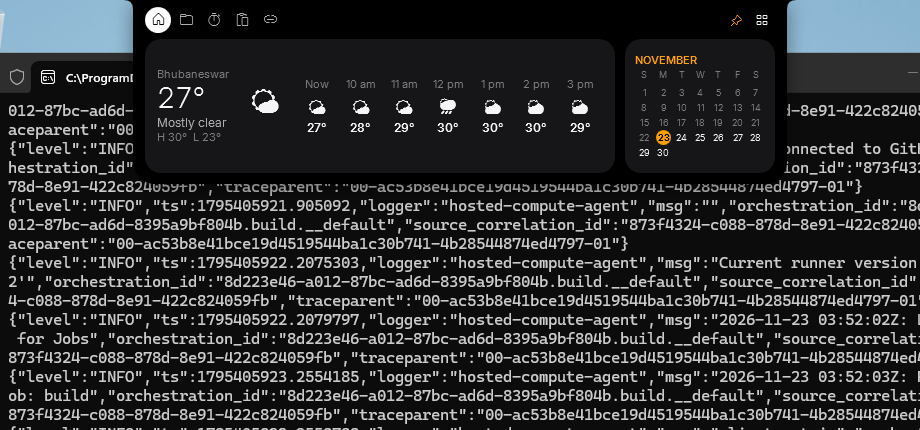 Bhubaneswar
27°
Mostly clear
H 30° L 23°
Now 10 am 11 am 12 pm 1 pm 2 pm 3 pm
27° 28° 29° 30° 30° 30° 29°
NOVEMBER
S M T W T F S
1 2 3 4 5 6 7
8 9 10 11 12 13 14
15 16 17 18 19 20 21
22 23 24 25 26 27 28
29 30
C:\Program
012-87bc-ad6d- d-8e91-422c824059
aceparent":"00
{"level":"INFO" onnected to Gith
hestration_id" _id":"873f4324
78d-8e91-422c824059fb","traceparent":"00-ac53b8e41bce19d4519544ba1c30b741-4b28544874ed4797-01"}
{"level":"INFO","ts":1795405921.905092,"logger":"hosted-compute-agent","msg":"","orchestration_id":"8d
012-87bc-ad6d-8395a9bf804b.build.__default","source_correlation_id":"873f4324-c088-878d-8e91-422c824059
aceparent":"00-ac53b8e41bce19d4519544ba1c30b741-4b28544874ed4797-01"}
{"level":"INFO","ts":1795405922.2075303,"logger":"hosted-compute-agent","msg":"Current runner version
2'","orchestration_id":"8d223e46-a012-87bc-ad6d-8395a9bf804b.build.__default","source_correlation_id"
4-c088-878d-8e91-422c824059fb","traceparent":"00-ac53b8e41bce19d4519544ba1c30b741-4b28544874ed4797-01"
{"level":"INFO","ts":1795405922.2079797,"logger":"hosted-compute-agent","msg":"2026-11-23 03:52:02Z:
for Jobs","orchestration_id":"8d223e46-a012-87bc-ad6d-8395a9bf804b.build.__default","source_correlati
873f4324-c088-878d-8e91-422c824059fb","traceparent":"00-ac53b8e41bce19d4519544ba1c30b741-4b28544874ed4
{"level":"INFO","ts":1795405923.2554185,"logger":"hosted-compute-agent","msg":"2026-11-23 03:52:03Z:
ob: build","orchestration_id":"8d223e46-a012-87bc-ad6d-8395a9bf804b.build.__default","source_correlati
873f4324-c088-878d-8e91-422c824059fb","traceparent":"00-ac53b8e41bce19d4519544ba1c30b741-4b28544874ed4